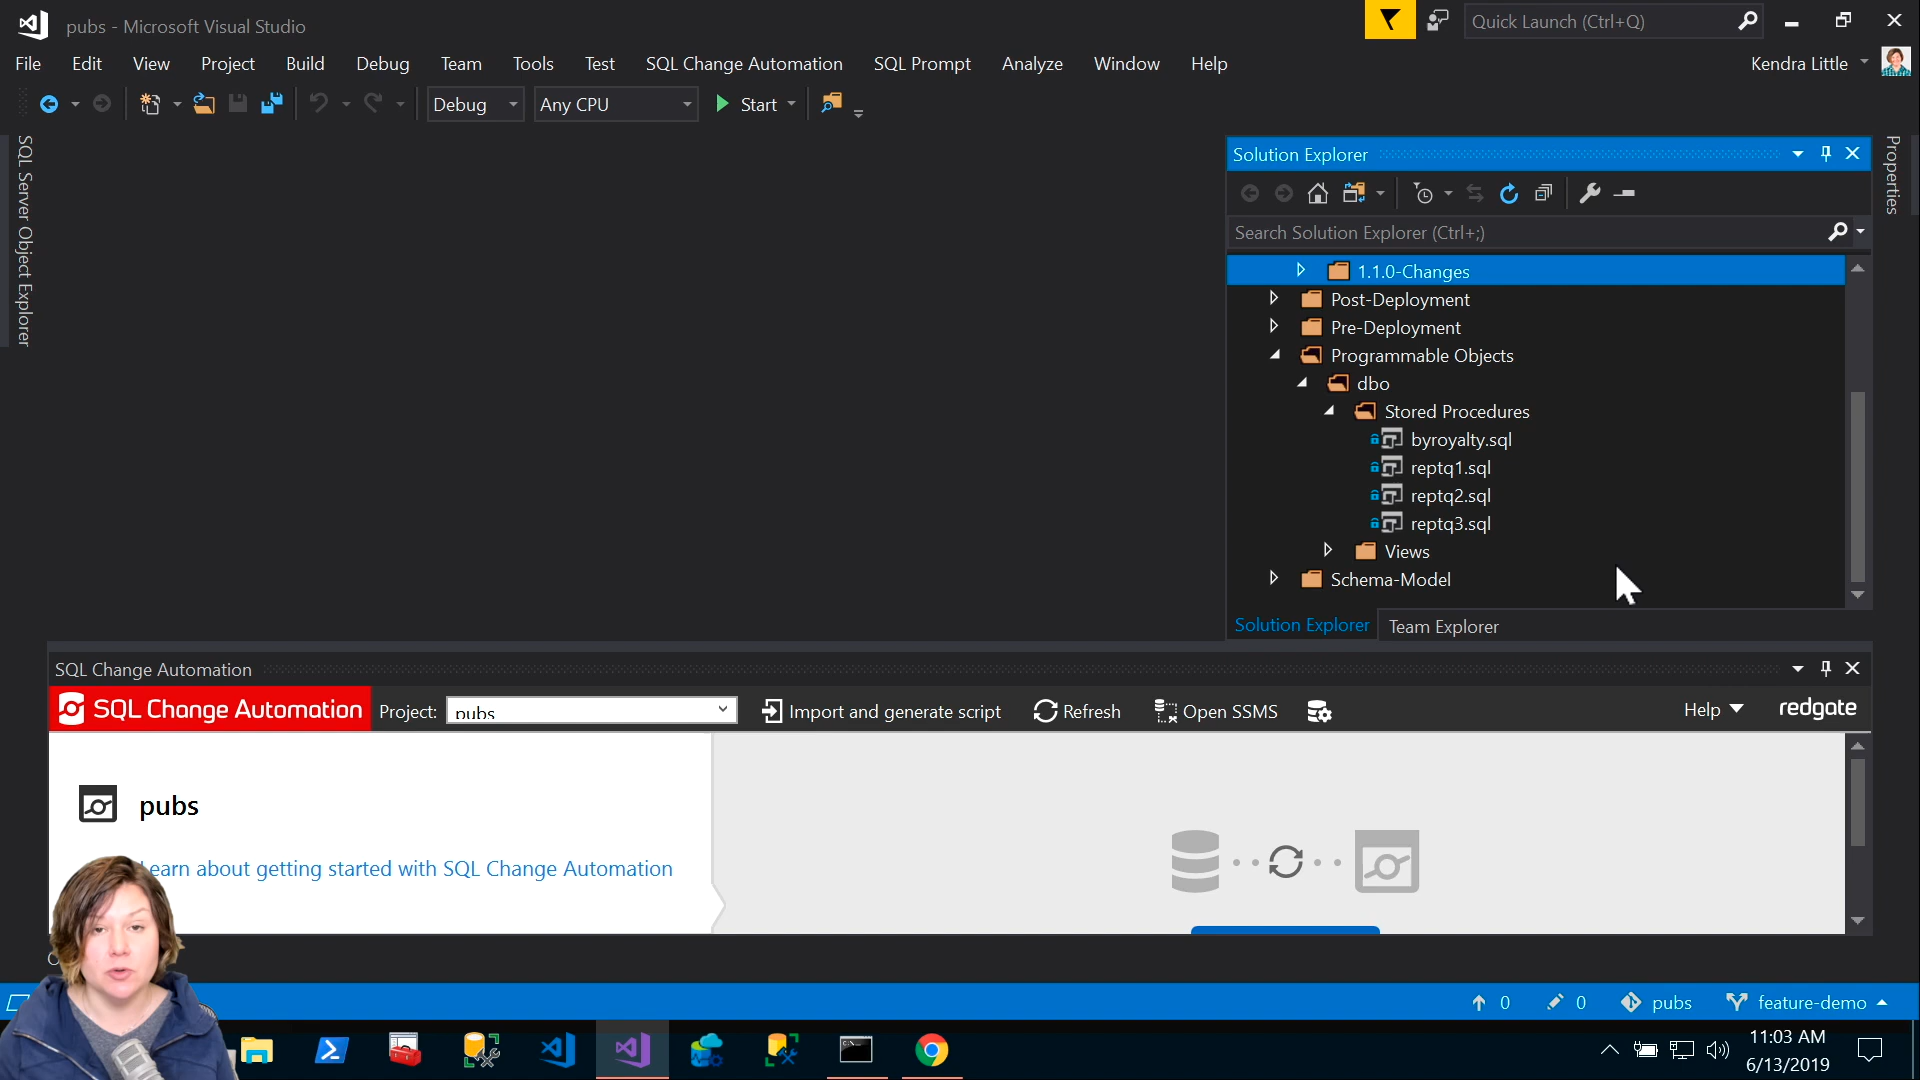 pubs - Microsoft Visual Studio
Quick Launch (Ctrl+Q)
File Edit View Project Build Debug Team Tools Test SQL Change Automation SQL Prompt Analyze Window Help
Kendra Little
Debug Any CPU Start
SQL Server Object Explorer
Solution Explorer
Properties
Search Solution Explorer (Ctrl+;)
1.1.0-Changes
Post-Deployment
Pre-Deployment
Programmable Objects
dbo
Stored Procedures
byroyalty.sql
reptq1.sql
reptq2.sql
reptq3.sql
Views
Schema-Model
Solution Explorer Team Explorer
SQL Change Automation
SQL Change Automation Project: pubs Import and generate script Refresh Open SSMS Help redgate
pubs
earn about getting started with SQL Change Automation
0 0 pubs feature-demo
11:03 AM
6/13/2019